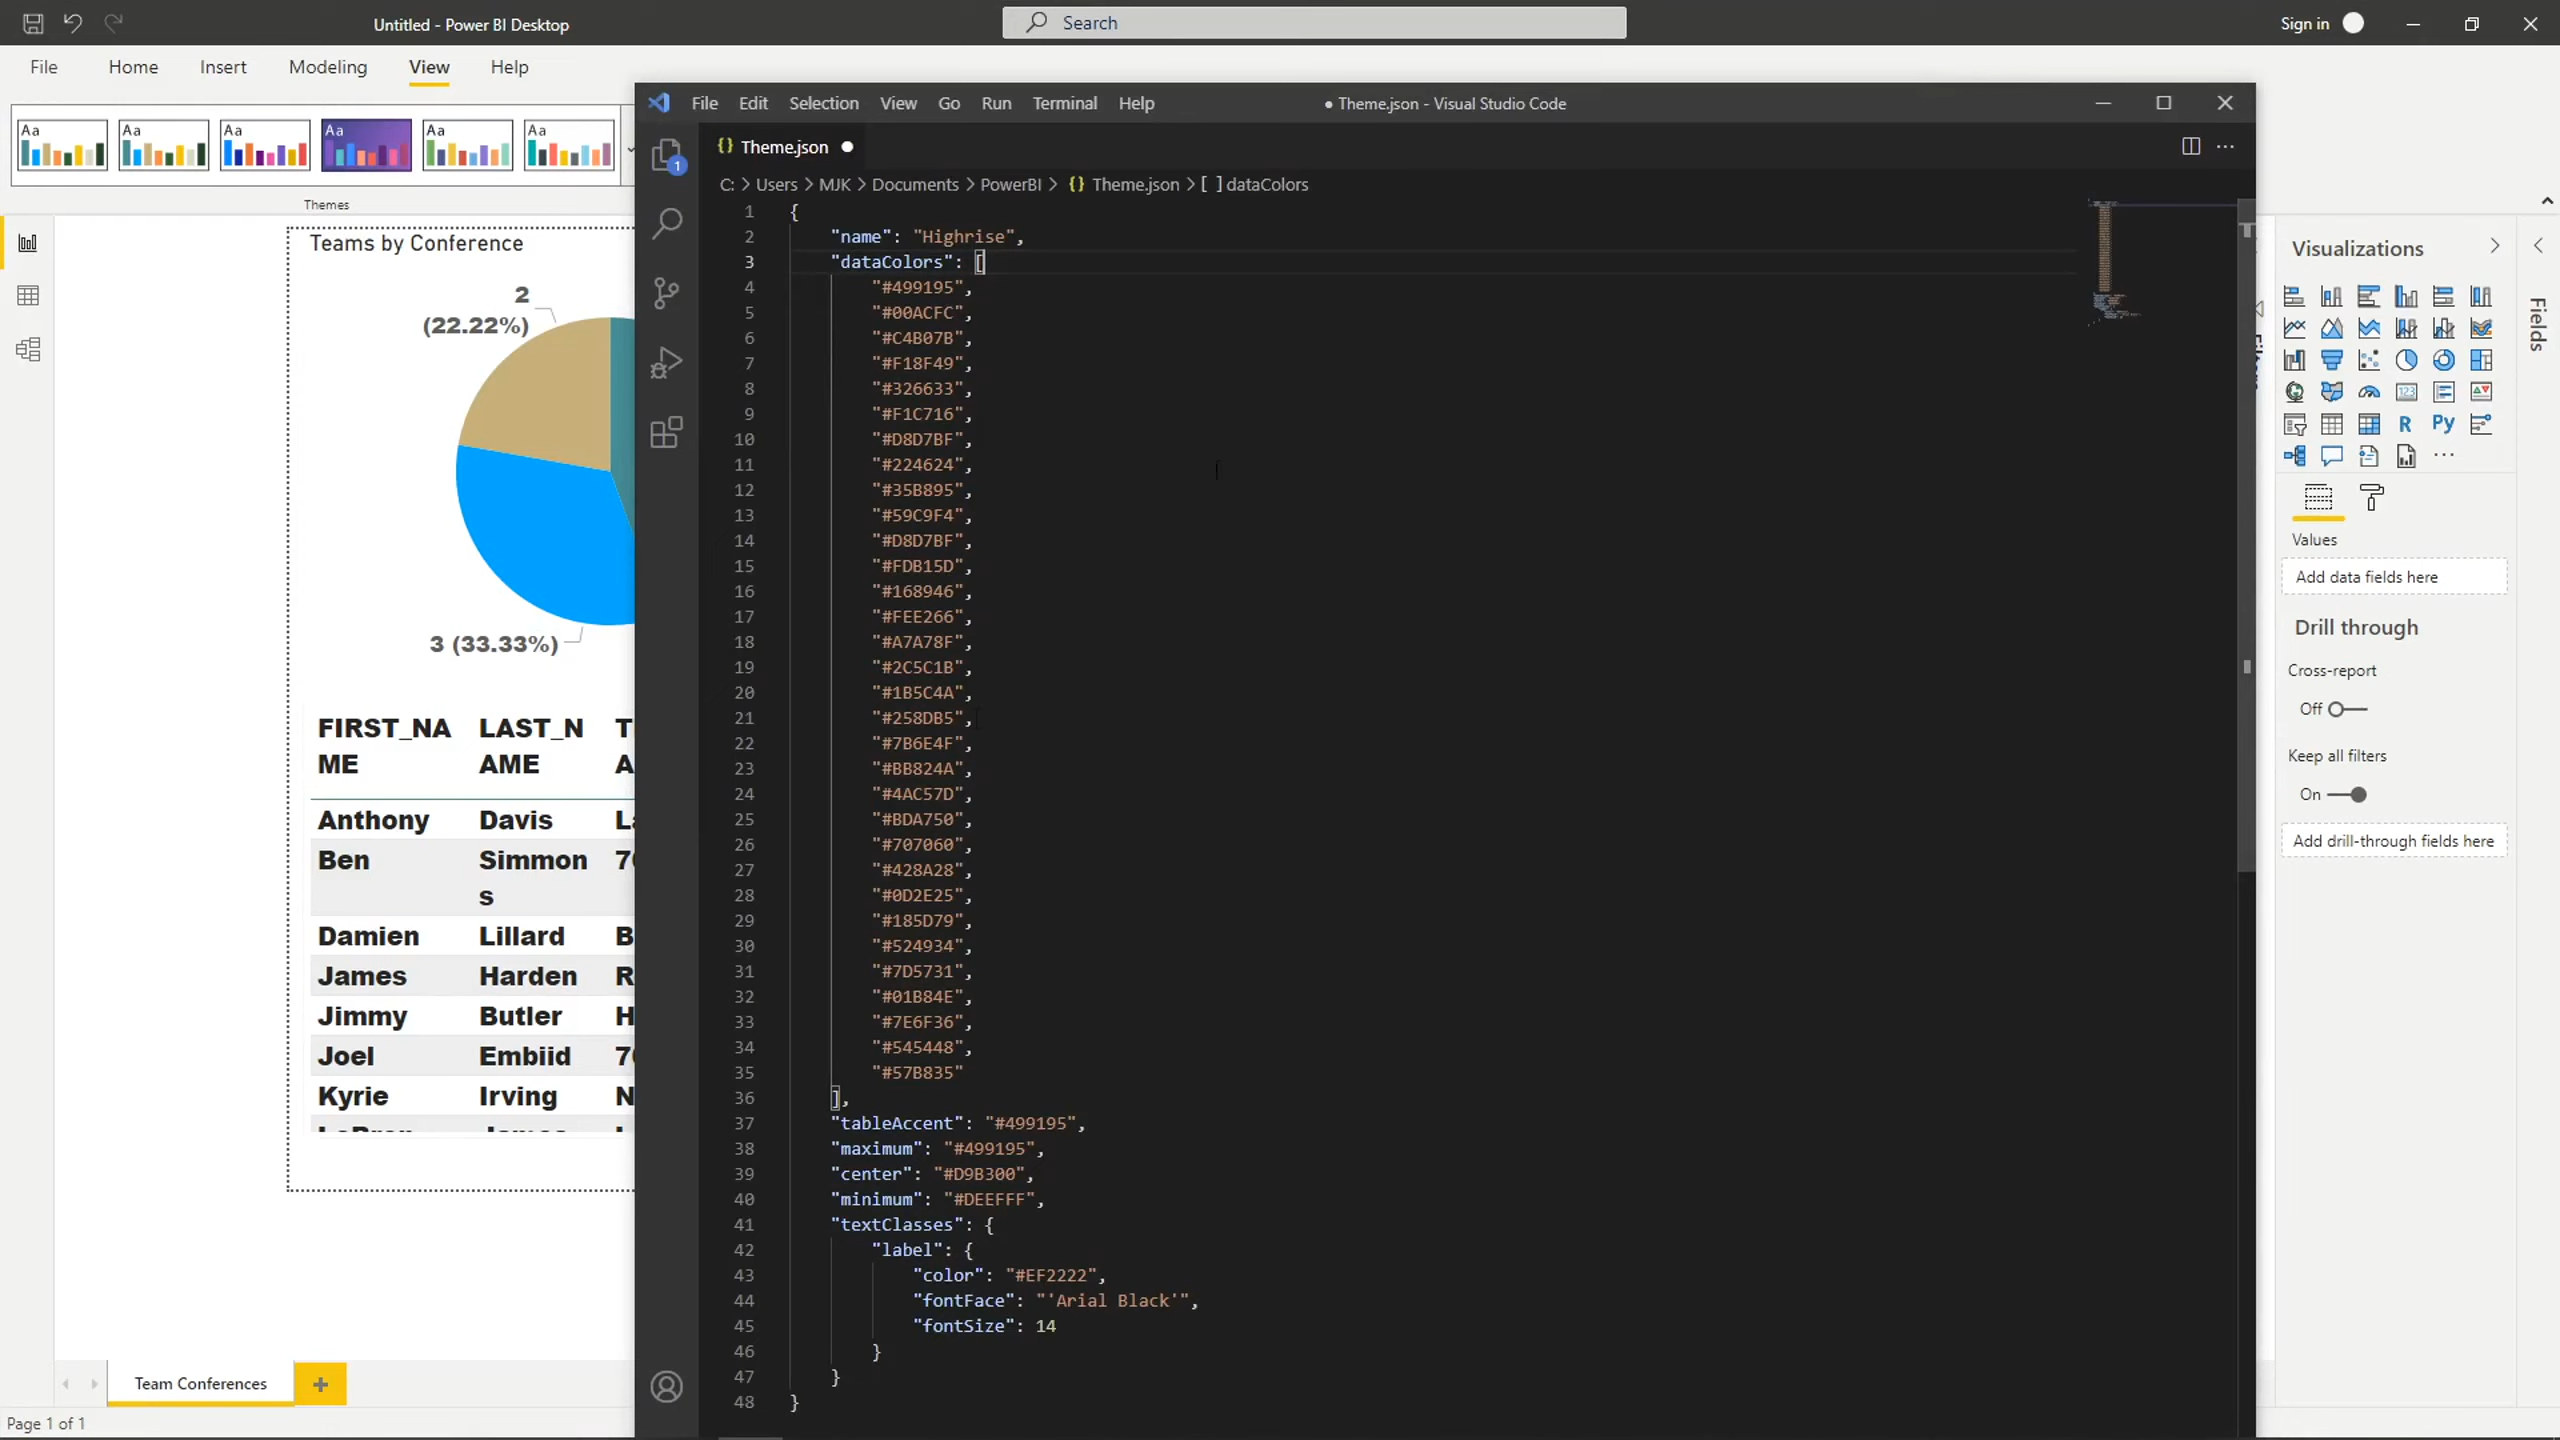 Untitled - Power BI Desktop
Search
Sign in
File Home Insert Modeling View Help
Aa Aa Aa Aa Aa Aa
Themes
Teams by Conference
2
(22.22%)
3 (33.33%)
FIRST_NA LAST_N
ME AME
Anthony Davis
Ben Simmon
s
Damien Lillard
James Harden
Jimmy Butler
Joel Embiid
Kyrie Irving
Team Conferences +
Page 1 of 1
File Edit Selection View Go Run Terminal Help
● Theme.json - Visual Studio Code
1
{} Theme.json ●
C: > Users > MJK > Documents > PowerBI > {} Theme.json > [ ] dataColors
1 {
2 "name": "Highrise",
3 "dataColors": [
4 "#499195",
5 "#00ACFC",
6 "#C4B07B",
7 "#F18F49",
8 "#326633",
9 "#F1C716",
10 "#D8D7BF",
11 "#224624",
12 "#35B895",
13 "#59C9F4",
14 "#D8D7BF",
15 "#FDB15D",
16 "#168946",
17 "#FEE266",
18 "#A7A78F",
19 "#2C5C1B",
20 "#1B5C4A",
21 "#258DB5",
22 "#7B6E4F",
23 "#BB824A",
24 "#4AC57D",
25 "#BDA750",
26 "#707060",
27 "#428A28",
28 "#0D2E25",
29 "#185D79",
30 "#524934",
31 "#7D5731",
32 "#01B84E",
33 "#7E6F36",
34 "#545448",
35 "#57B835"
36 ],
37 "tableAccent": "#499195",
38 "maximum": "#499195",
39 "center": "#D9B300",
40 "minimum": "#DEEFFF",
41 "textClasses": {
42 "label": {
43 "color": "#EF2222",
44 "fontFace": "'Arial Black'",
45 "fontSize": 14
46 }
47 }
48 }
Visualizations
Fields
123
R Py
Values
Add data fields here
Drill through
Cross-report
Off
Keep all filters
On
Add drill-through fields here